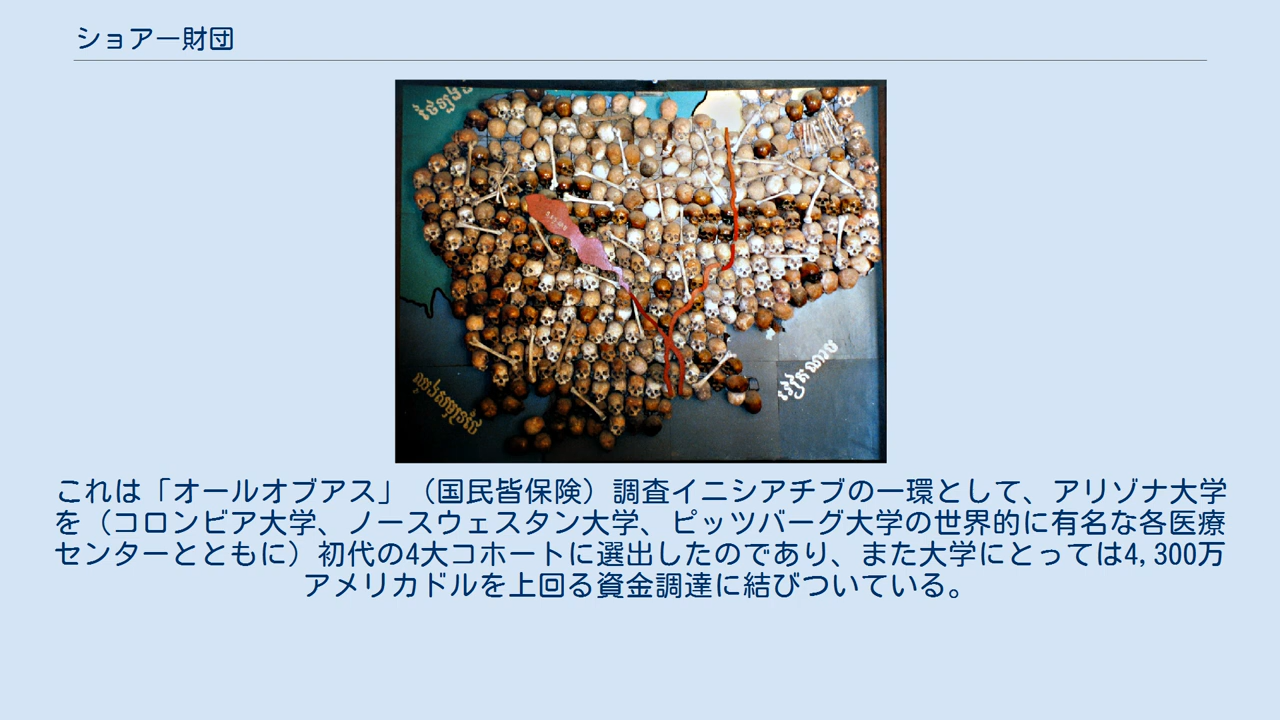 ショアー財団
これは「オールオブアス」（国民皆保険）調査イニシアチブの一環として、アリゾナ大学
を（コロンビア大学、ノースウェスタン大学、ピッツバーグ大学の世界的に有名な各医療
センターとともに）初代の4大コホートに選出したのであり、また大学にとっては4,300万
アメリカドルを上回る資金調達に結びついている。